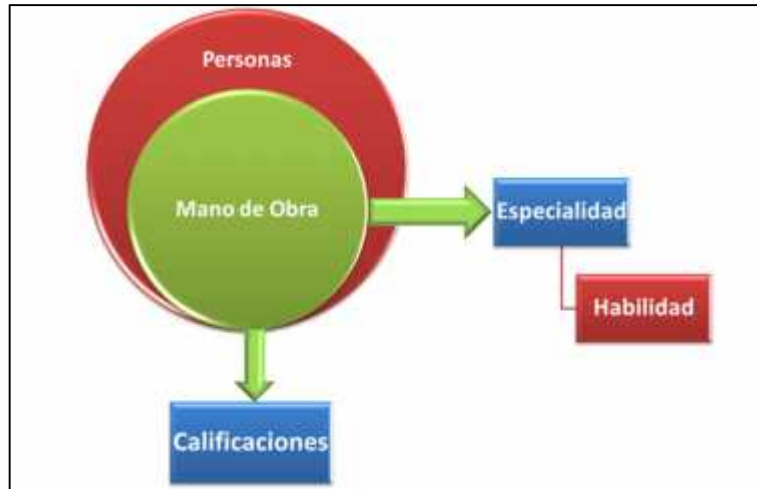 Personas
Mano de Obra
Especialidad
Habilidad
Calificaciones